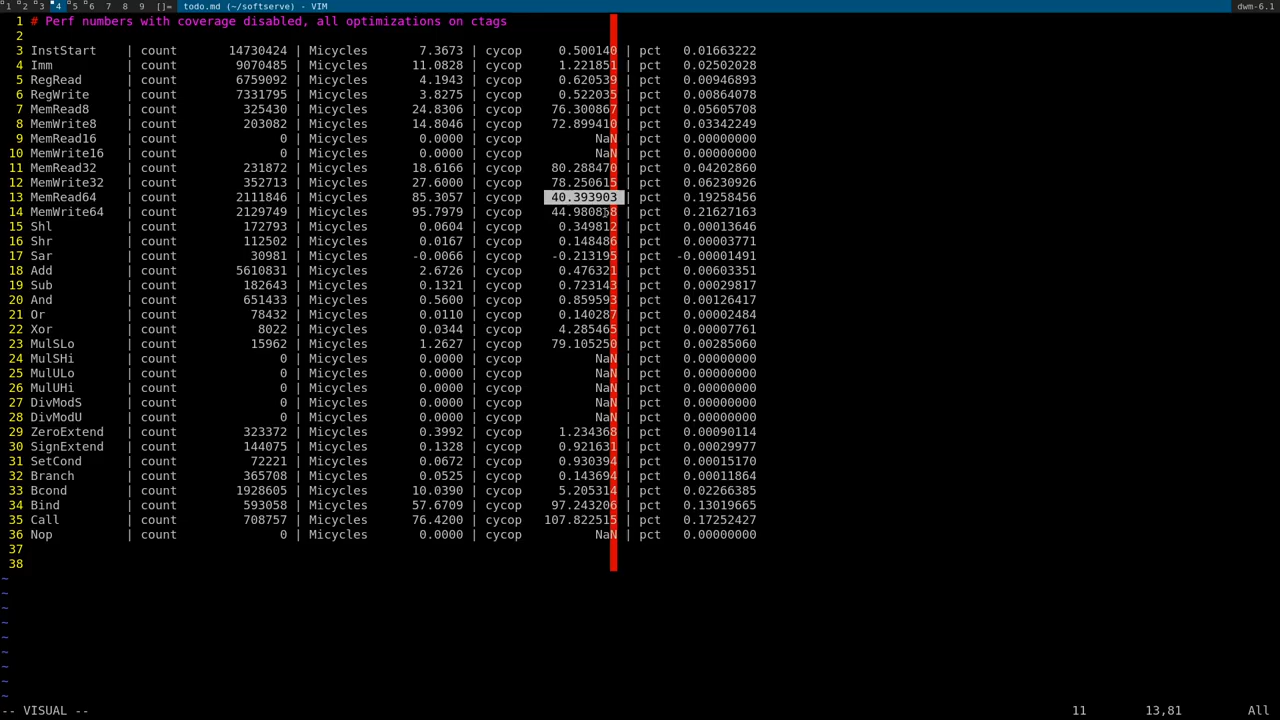 1 2 3 4 5 6 7 8 9 []= todo.md (~/softserve) - VIM dwm-6.1
1 # Perf numbers with coverage disabled, all optimizations on ctags
2
3 InstStart | count 14730424 | Micycles 7.3673 | cycop 0.500140 | pct 0.01663222
4 Imm | count 9070485 | Micycles 11.0828 | cycop 1.221851 | pct 0.02502028
5 RegRead | count 6759092 | Micycles 4.1943 | cycop 0.620539 | pct 0.00946893
6 RegWrite | count 7331795 | Micycles 3.8275 | cycop 0.522035 | pct 0.00864078
7 MemRead8 | count 325430 | Micycles 24.8306 | cycop 76.300867 | pct 0.05605708
8 MemWrite8 | count 203082 | Micycles 14.8046 | cycop 72.899410 | pct 0.03342249
9 MemRead16 | count 0 | Micycles 0.0000 | cycop NaN | pct 0.00000000
10 MemWrite16 | count 0 | Micycles 0.0000 | cycop NaN | pct 0.00000000
11 MemRead32 | count 231872 | Micycles 18.6166 | cycop 80.288470 | pct 0.04202860
12 MemWrite32 | count 352713 | Micycles 27.6000 | cycop 78.250615 | pct 0.06230926
13 MemRead64 | count 2111846 | Micycles 85.3057 | cycop 40.393903 | pct 0.19258456
14 MemWrite64 | count 2129749 | Micycles 95.7979 | cycop 44.980858 | pct 0.21627163
15 Shl | count 172793 | Micycles 0.0604 | cycop 0.349812 | pct 0.00013646
16 Shr | count 112502 | Micycles 0.0167 | cycop 0.148486 | pct 0.00003771
17 Sar | count 30981 | Micycles -0.0066 | cycop -0.213195 | pct -0.00001491
18 Add | count 5610831 | Micycles 2.6726 | cycop 0.476321 | pct 0.00603351
19 Sub | count 182643 | Micycles 0.1321 | cycop 0.723143 | pct 0.00029817
20 And | count 651433 | Micycles 0.5600 | cycop 0.859593 | pct 0.00126417
21 Or | count 78432 | Micycles 0.0110 | cycop 0.140287 | pct 0.00002484
22 Xor | count 8022 | Micycles 0.0344 | cycop 4.285465 | pct 0.00007761
23 MulSLo | count 15962 | Micycles 1.2627 | cycop 79.105250 | pct 0.00285060
24 MulSHi | count 0 | Micycles 0.0000 | cycop NaN | pct 0.00000000
25 MulULo | count 0 | Micycles 0.0000 | cycop NaN | pct 0.00000000
26 MulUHi | count 0 | Micycles 0.0000 | cycop NaN | pct 0.00000000
27 DivModS | count 0 | Micycles 0.0000 | cycop NaN | pct 0.00000000
28 DivModU | count 0 | Micycles 0.0000 | cycop NaN | pct 0.00000000
29 ZeroExtend | count 323372 | Micycles 0.3992 | cycop 1.234368 | pct 0.00090114
30 SignExtend | count 144075 | Micycles 0.1328 | cycop 0.921631 | pct 0.00029977
31 SetCond | count 72221 | Micycles 0.0672 | cycop 0.930394 | pct 0.00015170
32 Branch | count 365708 | Micycles 0.0525 | cycop 0.143694 | pct 0.00011864
33 Bcond | count 1928605 | Micycles 10.0390 | cycop 5.205314 | pct 0.02266385
34 Bind | count 593058 | Micycles 57.6709 | cycop 97.243206 | pct 0.13019665
35 Call | count 708757 | Micycles 76.4200 | cycop 107.822515 | pct 0.17252427
36 Nop | count 0 | Micycles 0.0000 | cycop NaN | pct 0.00000000
37
38
~
~
~
~
~
~
~
~
~
-- VISUAL -- 11 13,81 All